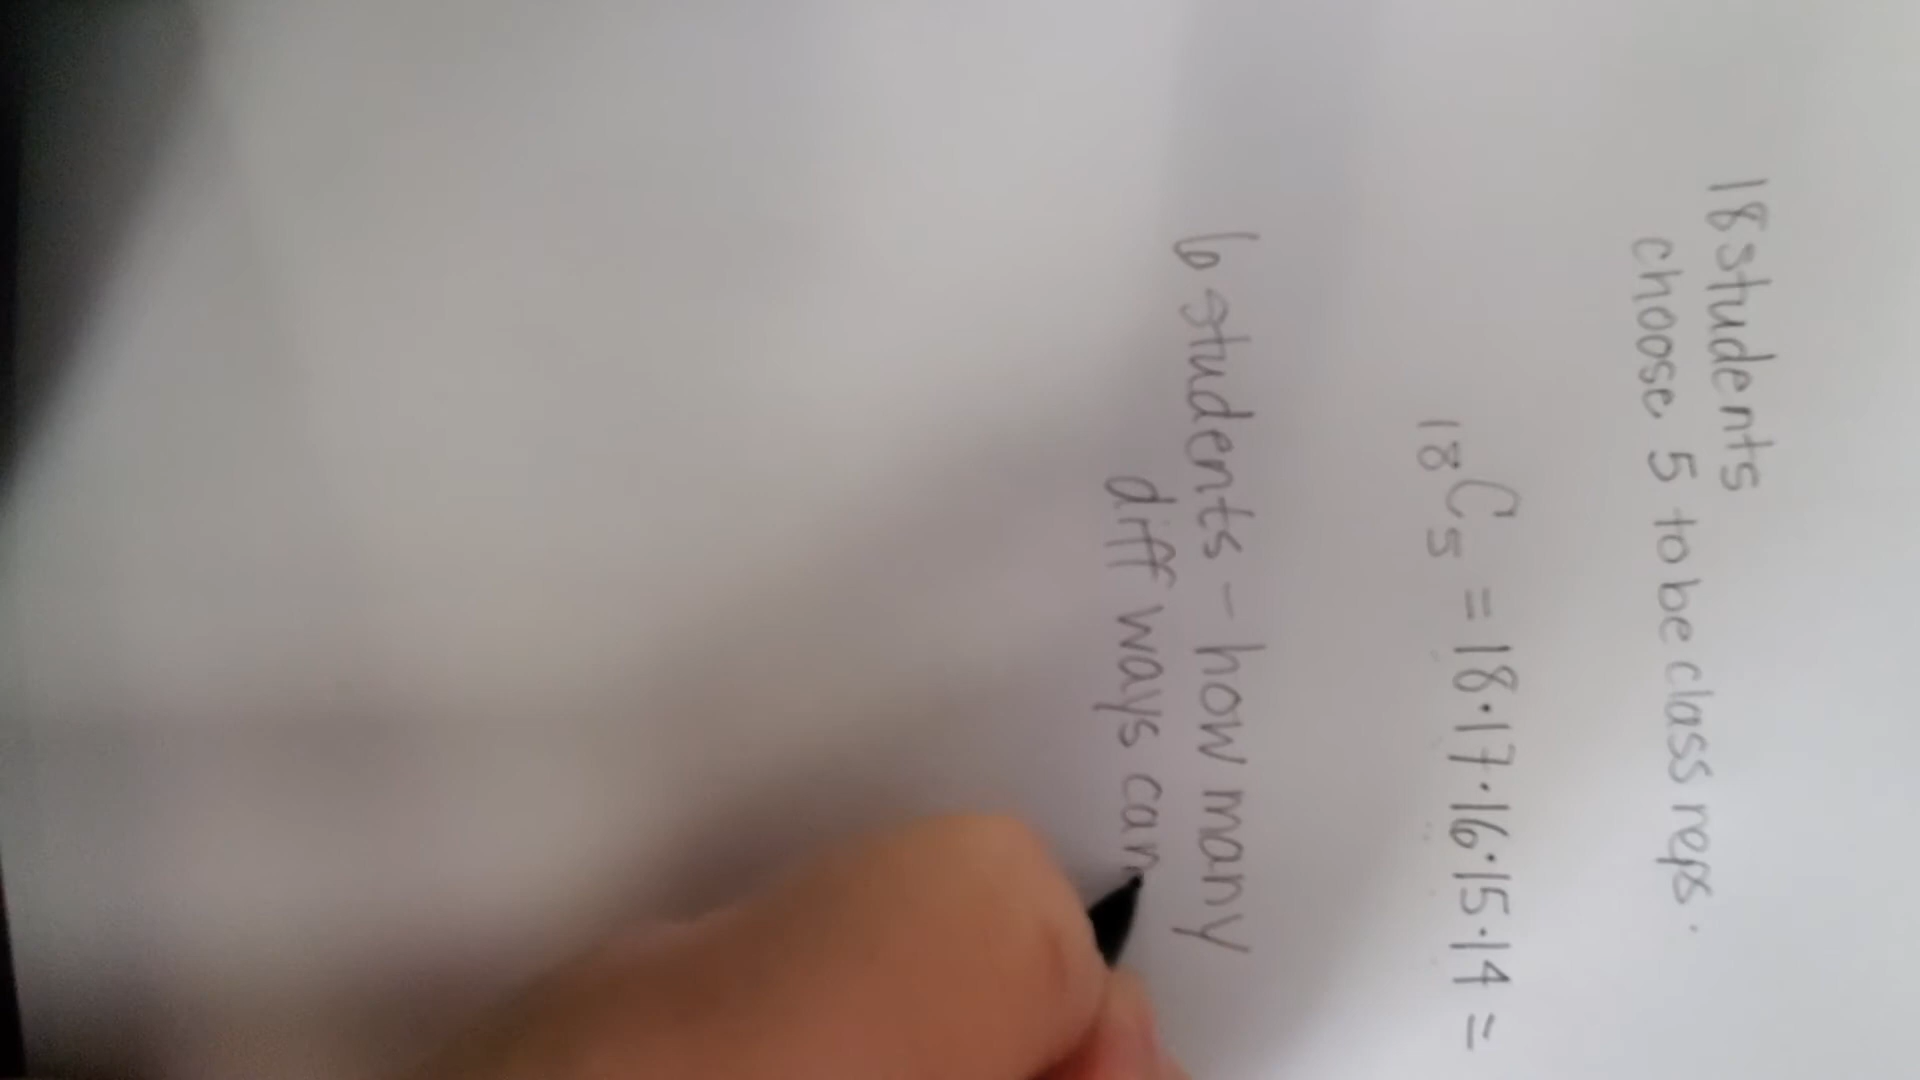 18 students
choose 5 to be class reps.
18C5 = 18·17·16·15·14 =
6 students - how many
diff ways can